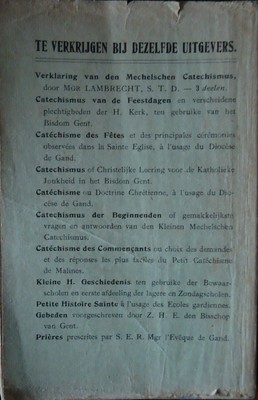 TE VERKRIJGEN BIJ DEZELFDE UITGEVERS.
Verklaring van den Mechelschen Catechismus,
door Mgr LAMBRECHT, S. T. D. — 3 deelen.
Catechismus van de Feestdagen en verscheidene
plechtigheden der H. Kerk, ten gebruike van het
Bisdom Gent.
Catéchisme des Fêtes et des principales cérémonies
observées dans la Sainte Eglise, à l'usage du Diocèse
de Gand.
Catechismus of Christelijke Leering voor de Katholieke
Jonkheid in het Bisdom Gent.
Catéchisme ou Doctrine Chrétienne, à l'usage du Dio-
cèse de Gand.
Catechismus der Beginnenden of gemakkelijkste
vragen en antwoorden van den Kleinen Mechelschen
Catechismus.
Catéchisme des Commençants ou choix des demandes
et des réponses les plus faciles du Petit Catéchisme
de Malines.
Kleine H. Geschiedenis ten gebruike der Bewaar-
scholen en eerste afdeeling der lagere en Zondagscholen.
Petite Histoire Sainte à l'usage des Ecoles gardiennes.
Gebeden voorgeschreven door Z. H. E. den Bisschop
van Gent.
Prières prescrites par S. E. R. Mgr l'Evêque de Gand.